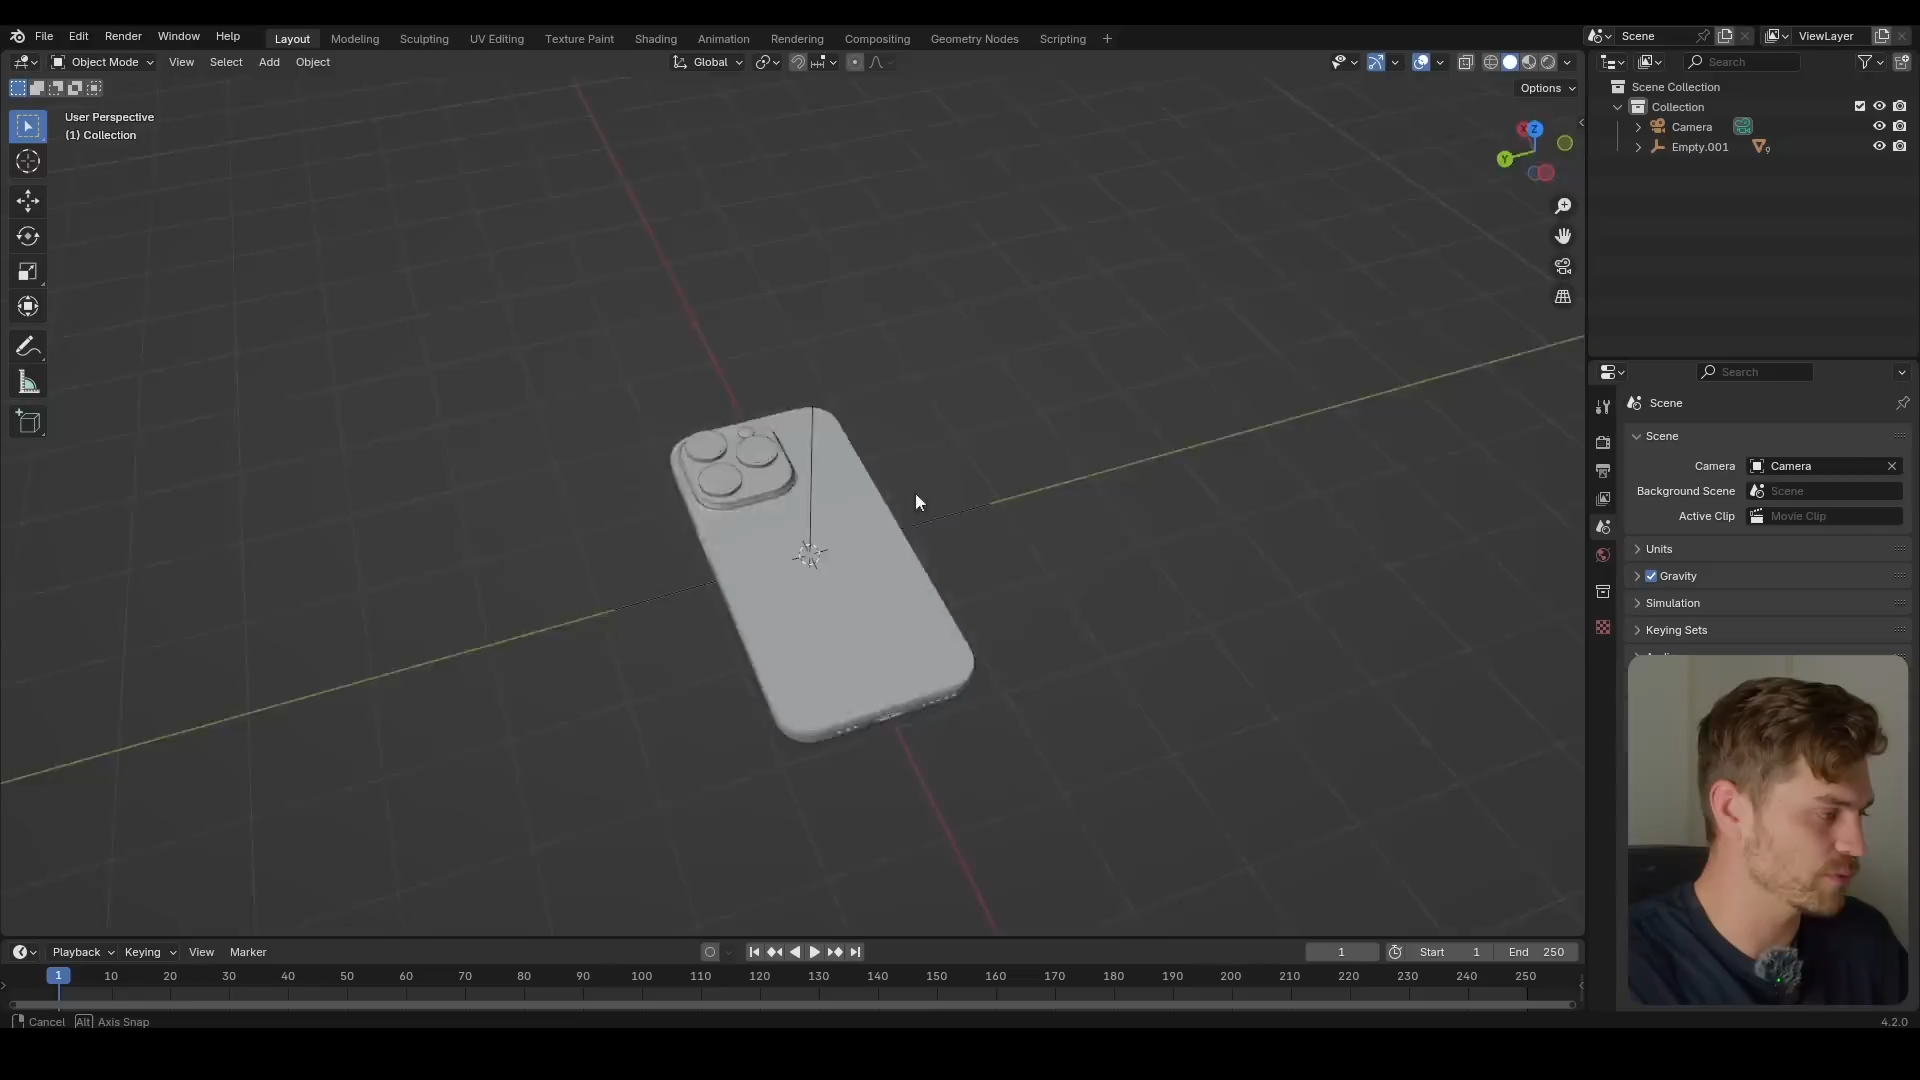 File Edit Render Window Help Layout Modeling Sculpting UV Editing Texture Paint Shading Animation Rendering Compositing Geometry Nodes Scripting + Scene ViewLayer
Object Mode View Select Add Object Global Search
Options
User Perspective
(1) Collection
Scene Collection
Collection
Camera
Empty.001
Z
Y
Search
Scene
Scene
Camera Camera
Background Scene Scene
Active Clip Movie Clip
Units
Gravity
Simulation
Keying Sets
Playback Keying View Marker 1 Start 1 End 250
1 10 20 30 40 50 60 70 80 90 100 110 120 130 140 150 160 170 180 190 200 210 220 230 240 250
Cancel Alt Axis Snap 4.2.0